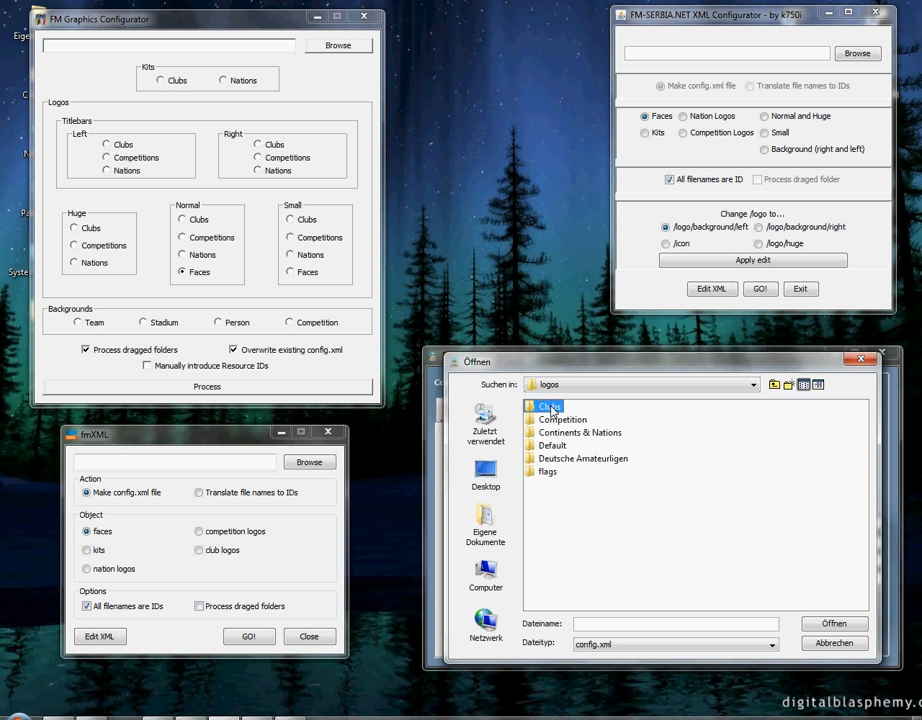 FM Graphics Configurator
Browse
Kits
Clubs Nations
Logos
Titlebars
Left Right
Clubs Clubs
Competitions Competitions
Nations Nations
Huge Normal Small
Clubs Clubs Clubs
Competitions Competitions Competitions
Nations Nations Nations
Faces Faces
Backgrounds
Team Stadium Person Competition
Process dragged folders Overwrite existing config.xml
Manually introduce Resource IDs
Process
FM-SERBIA.NET XML Configurator - by k750i
Browse
Make config.xml file Translate file names to IDs
Faces Nation Logos Normal and Huge
Kits Competition Logos Small
Background (right and left)
All filenames are ID Process draged folder
Change /logo to...
/logo/background/left /logo/background/right
/icon /logo/huge
Apply edit
Edit XML GO! Exit
fmXML
Browse
Action
Make config.xml file Translate file names to IDs
Object
faces competition logos
kits club logos
nation logos
Options
All filenames are IDs Process draged folders
Edit XML GO! Close
Öffnen
Suchen in: logos
Zuletzt verwendet
Desktop
Eigene Dokumente
Computer
Netzwerk
Clubs
Competition
Continents & Nations
Default
Deutsche Amateurligen
flags
Dateiname: Öffnen
Dateityp: config.xml Abbrechen
digitalblasphemy.c